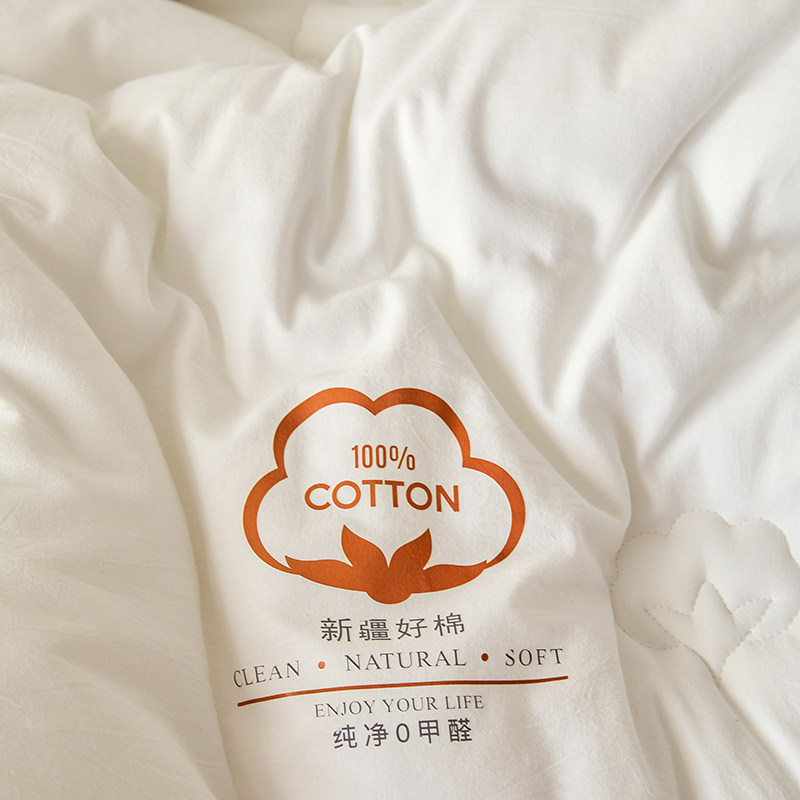 100%
COTTON
新疆好棉
CLEAN • NATURAL • SOFT
ENJOY YOUR LIFE
纯净0甲醛